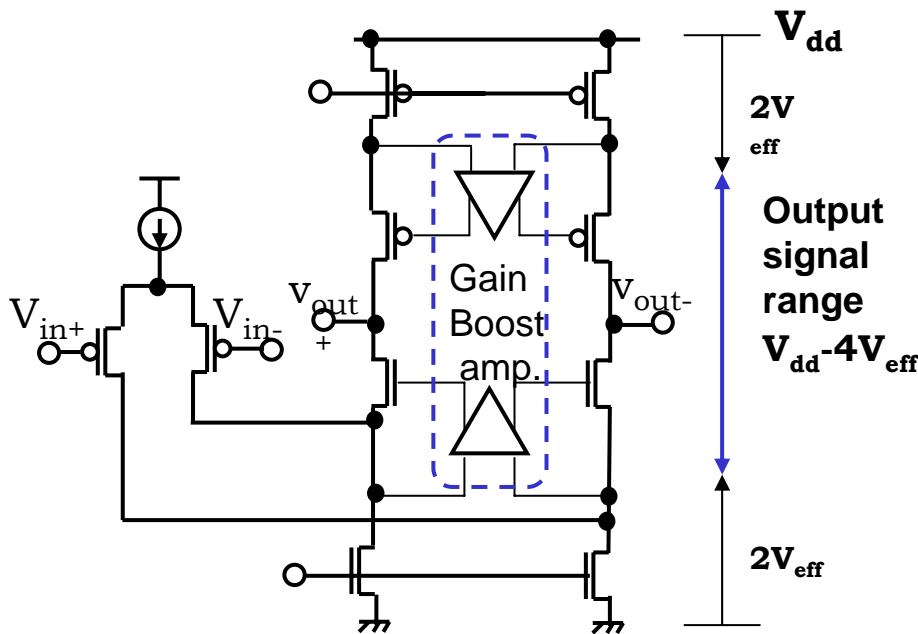 Vdd
2V
eff
Output
signal
range
Vdd-4Veff
2Veff
Gain
Boost
amp.
vout
+
vout-
Vin+
Vin-